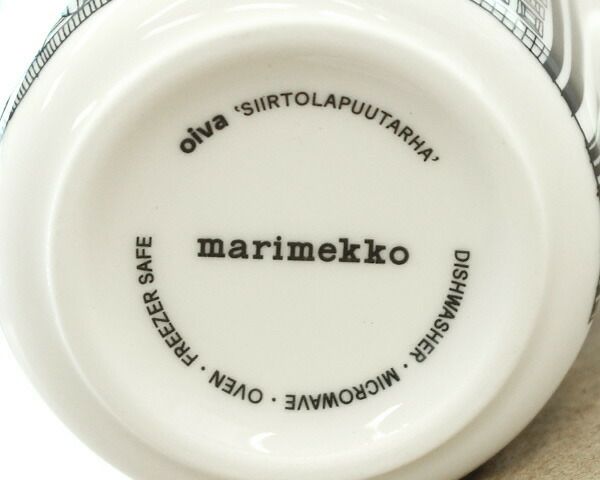 oiva 'SIIRTOLAPUUTARHA'
marimekko
DISHWASHER · MICROWAVE · OVEN · FREEZER SAFE